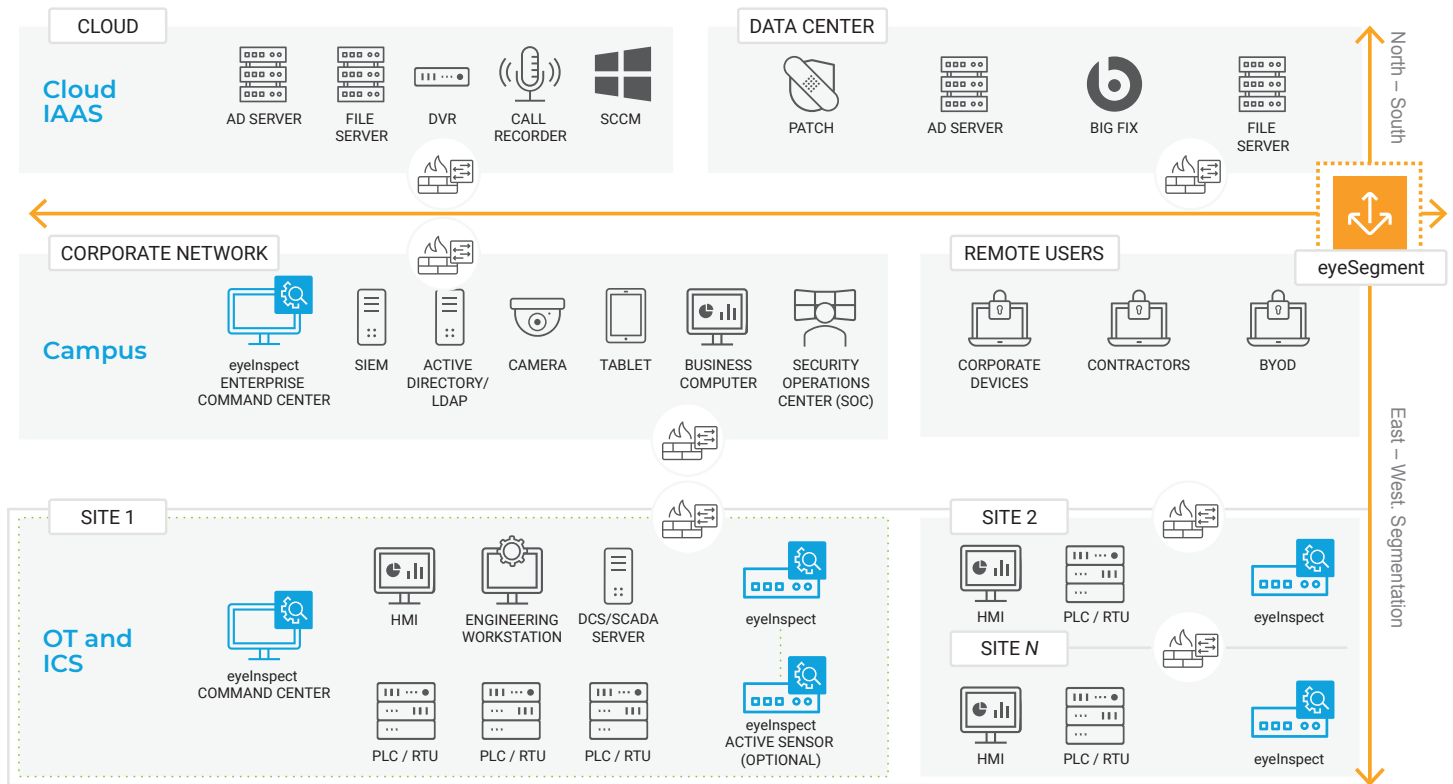 CLOUD
Cloud
IAAS
AD SERVER
FILE
SERVER
DVR
CALL
RECORDER
SCCM
DATA CENTER
PATCH
AD SERVER
BIG FIX
FILE
SERVER
North – South
eyeSegment
CORPORATE NETWORK
Campus
eyeInspect
ENTERPRISE
COMMAND CENTER
SIEM
ACTIVE
DIRECTORY/
LDAP
CAMERA
TABLET
BUSINESS
COMPUTER
SECURITY
OPERATIONS
CENTER (SOC)
REMOTE USERS
CORPORATE
DEVICES
CONTRACTORS
BYOD
East – West. Segmentation
SITE 1
OT and
ICS
eyeInspect
COMMAND CENTER
HMI
ENGINEERING
WORKSTATION
DCS/SCADA
SERVER
eyeInspect
PLC / RTU
PLC / RTU
PLC / RTU
eyeInspect
ACTIVE SENSOR
(OPTIONAL)
SITE 2
HMI
PLC / RTU
eyeInspect
SITE N
HMI
PLC / RTU
eyeInspect